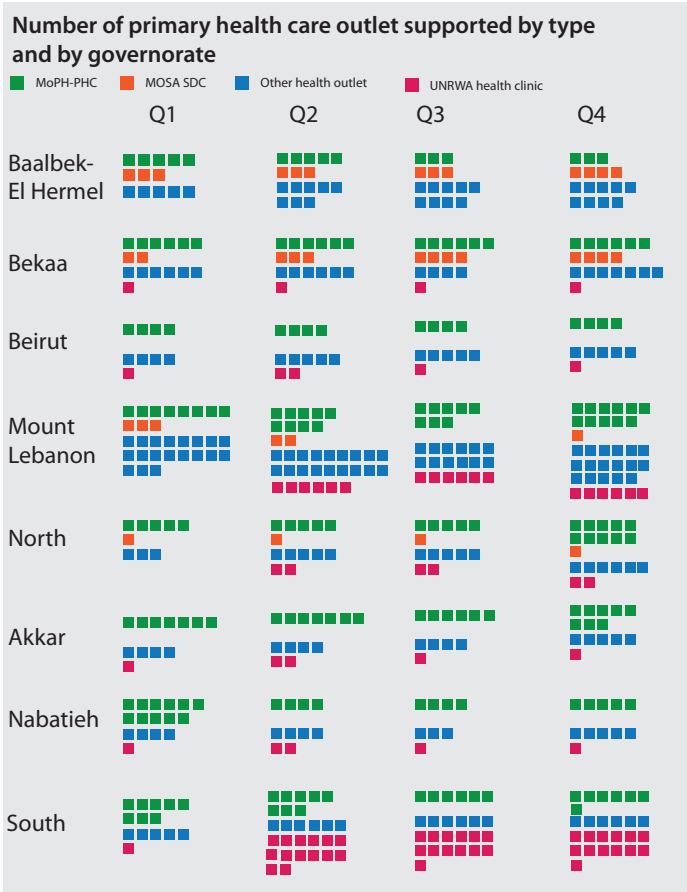 Number of primary health care outlet supported by type
and by governorate
MoPH-PHC MOSA SDC Other health outlet UNRWA health clinic
Q1 Q2 Q3 Q4
Baalbek-
El Hermel
Bekaa
Beirut
Mount
Lebanon
North
Akkar
Nabatieh
South